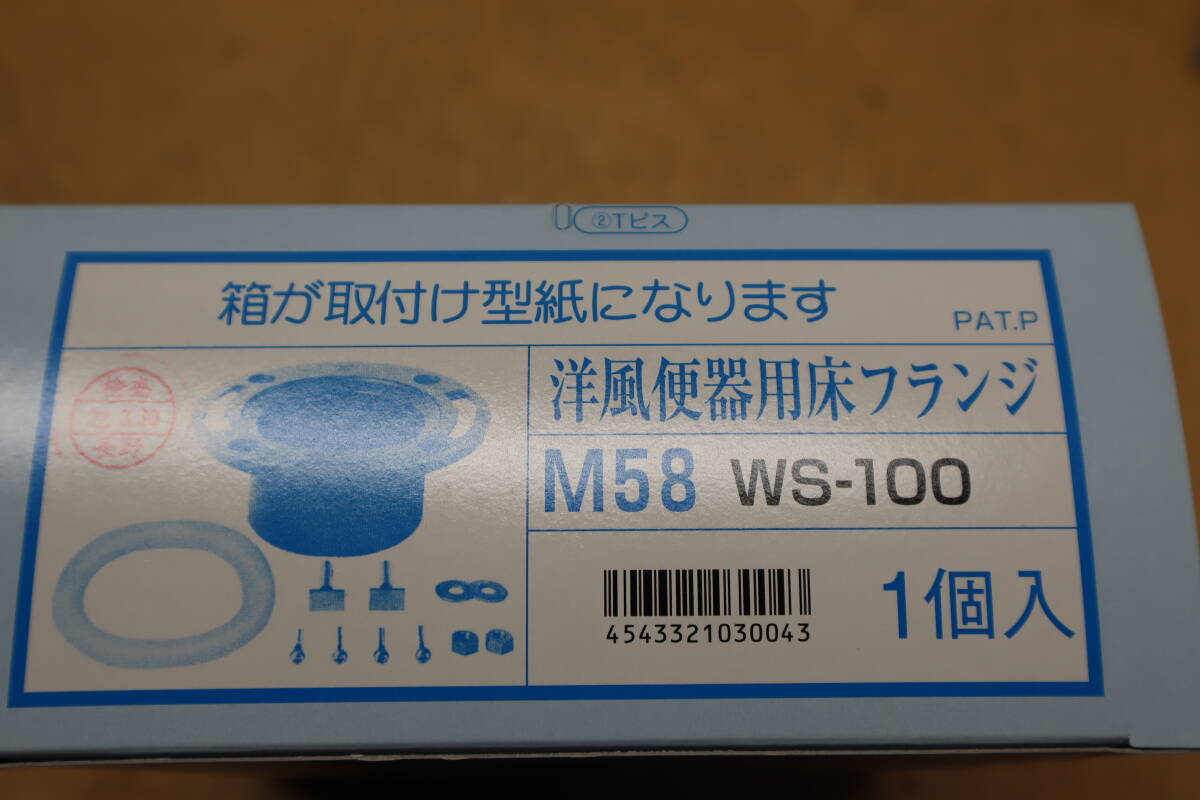 ②Tビス
箱が取付け型紙になります
PAT.P
洋風便器用床フランジ
M58 WS-100
4543321030043
1個入